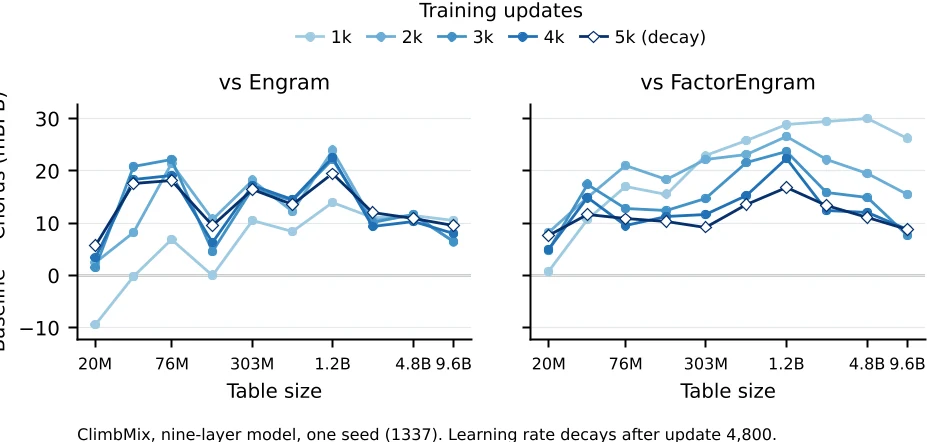 Training updates
1k 2k 3k 4k 5k (decay)
vs Engram
vs FactorEngram
30
20
10
0
−10
20M 76M 303M 1.2B 4.8B 9.6B
20M 76M 303M 1.2B 4.8B 9.6B
Table size
Table size
ClimbMix, nine-layer model, one seed (1337). Learning rate decays after update 4,800.